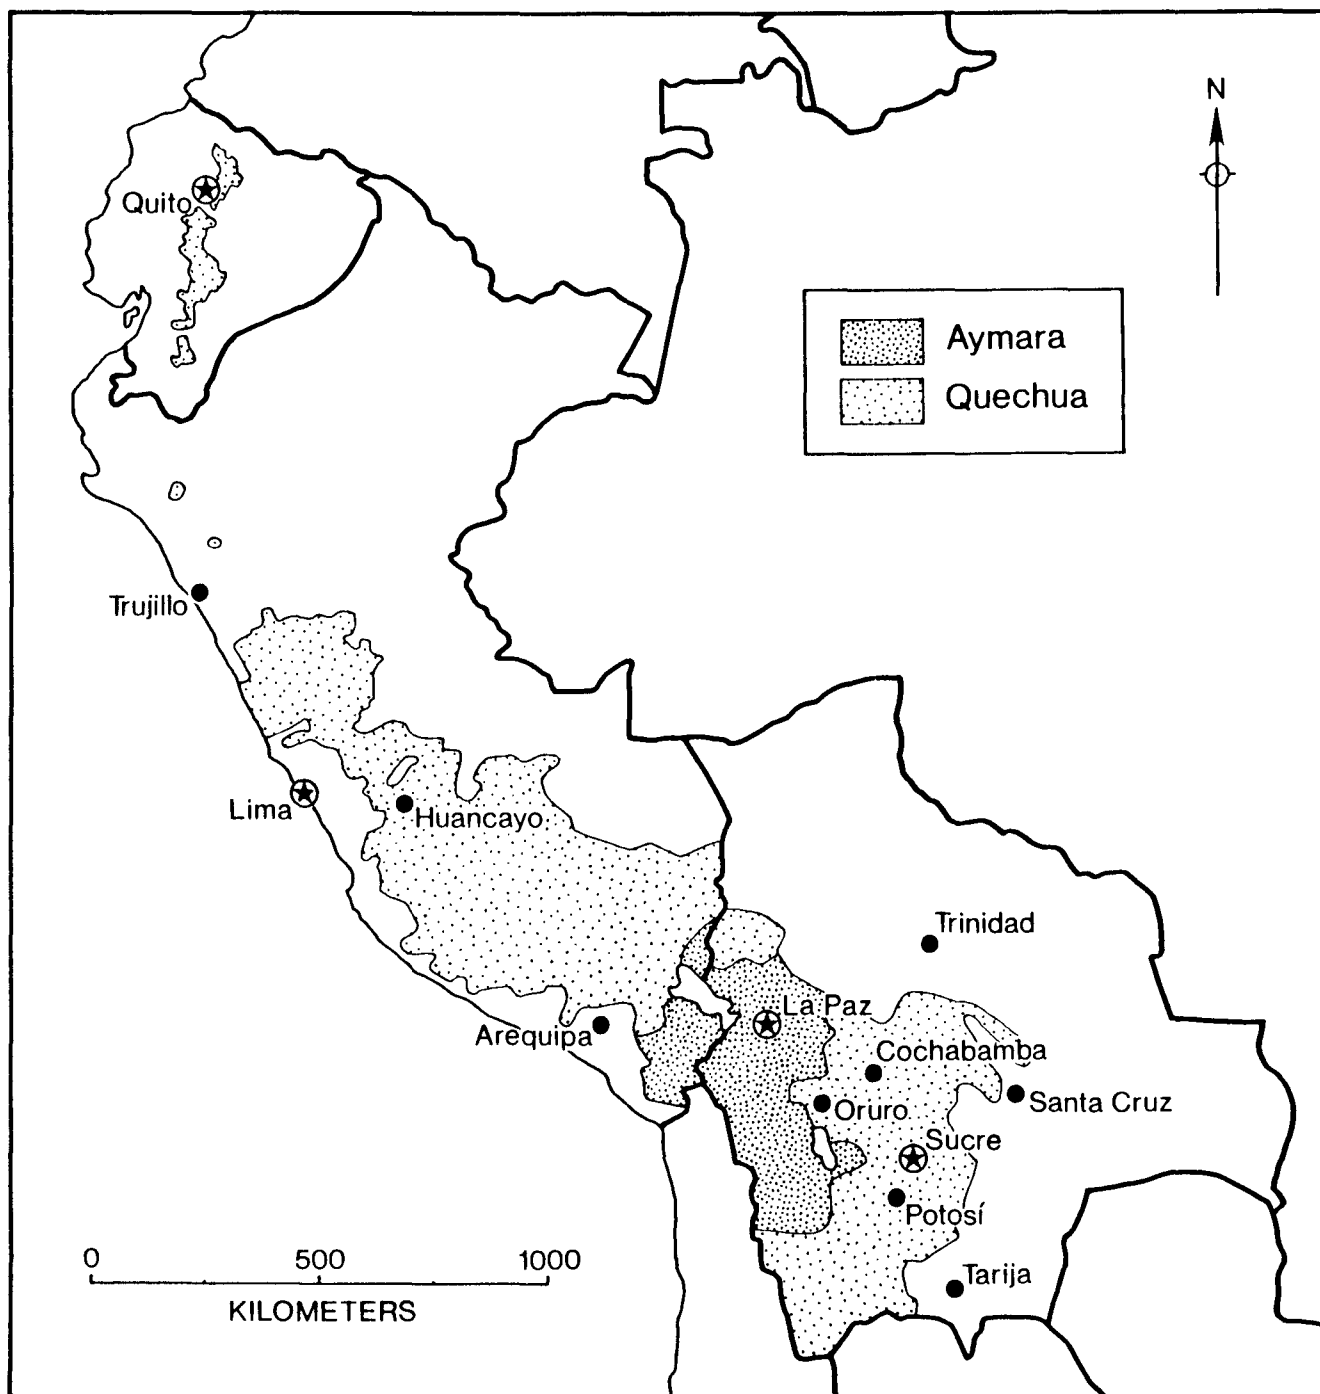 N
Quito
Aymara
Quechua
Trujillo
Lima
Huancayo
Trinidad
La Paz
Arequipa
Cochabamba
Oruro
Santa Cruz
Sucre
Potosí
Tarija
0 500 1000
KILOMETERS